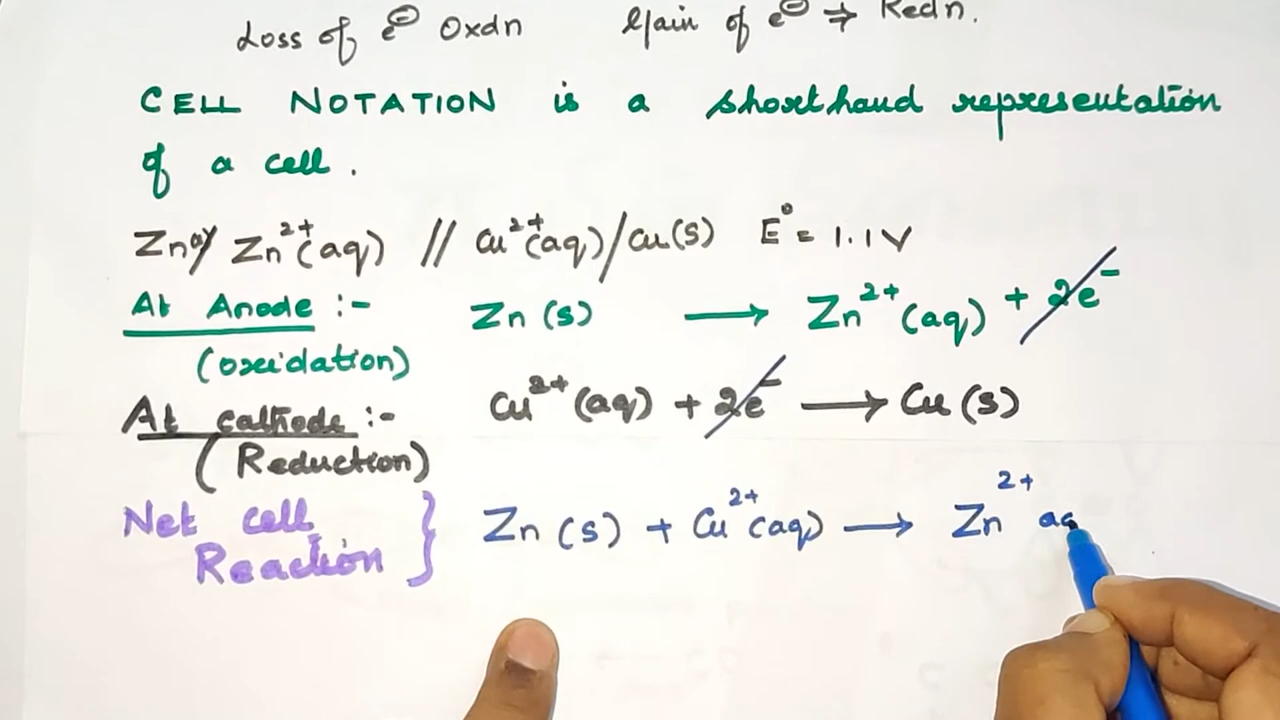 Loss of e⊖ Oxdn Gain of e⊖ ⇒ Redn.
CELL NOTATION is a shorthand representation
of a cell.
Zn(s)/ Zn²⁺(aq) // Cu²⁺(aq)/Cu(s) E° = 1.1V
At Anode :- Zn (s) → Zn²⁺(aq) + 2e⁻
(oxidation)
At cathode :- Cu²⁺(aq) + 2e⁻ → Cu(s)
(Reduction)
Net cell Reaction } Zn (s) + Cu²⁺(aq) → Zn²⁺ aq